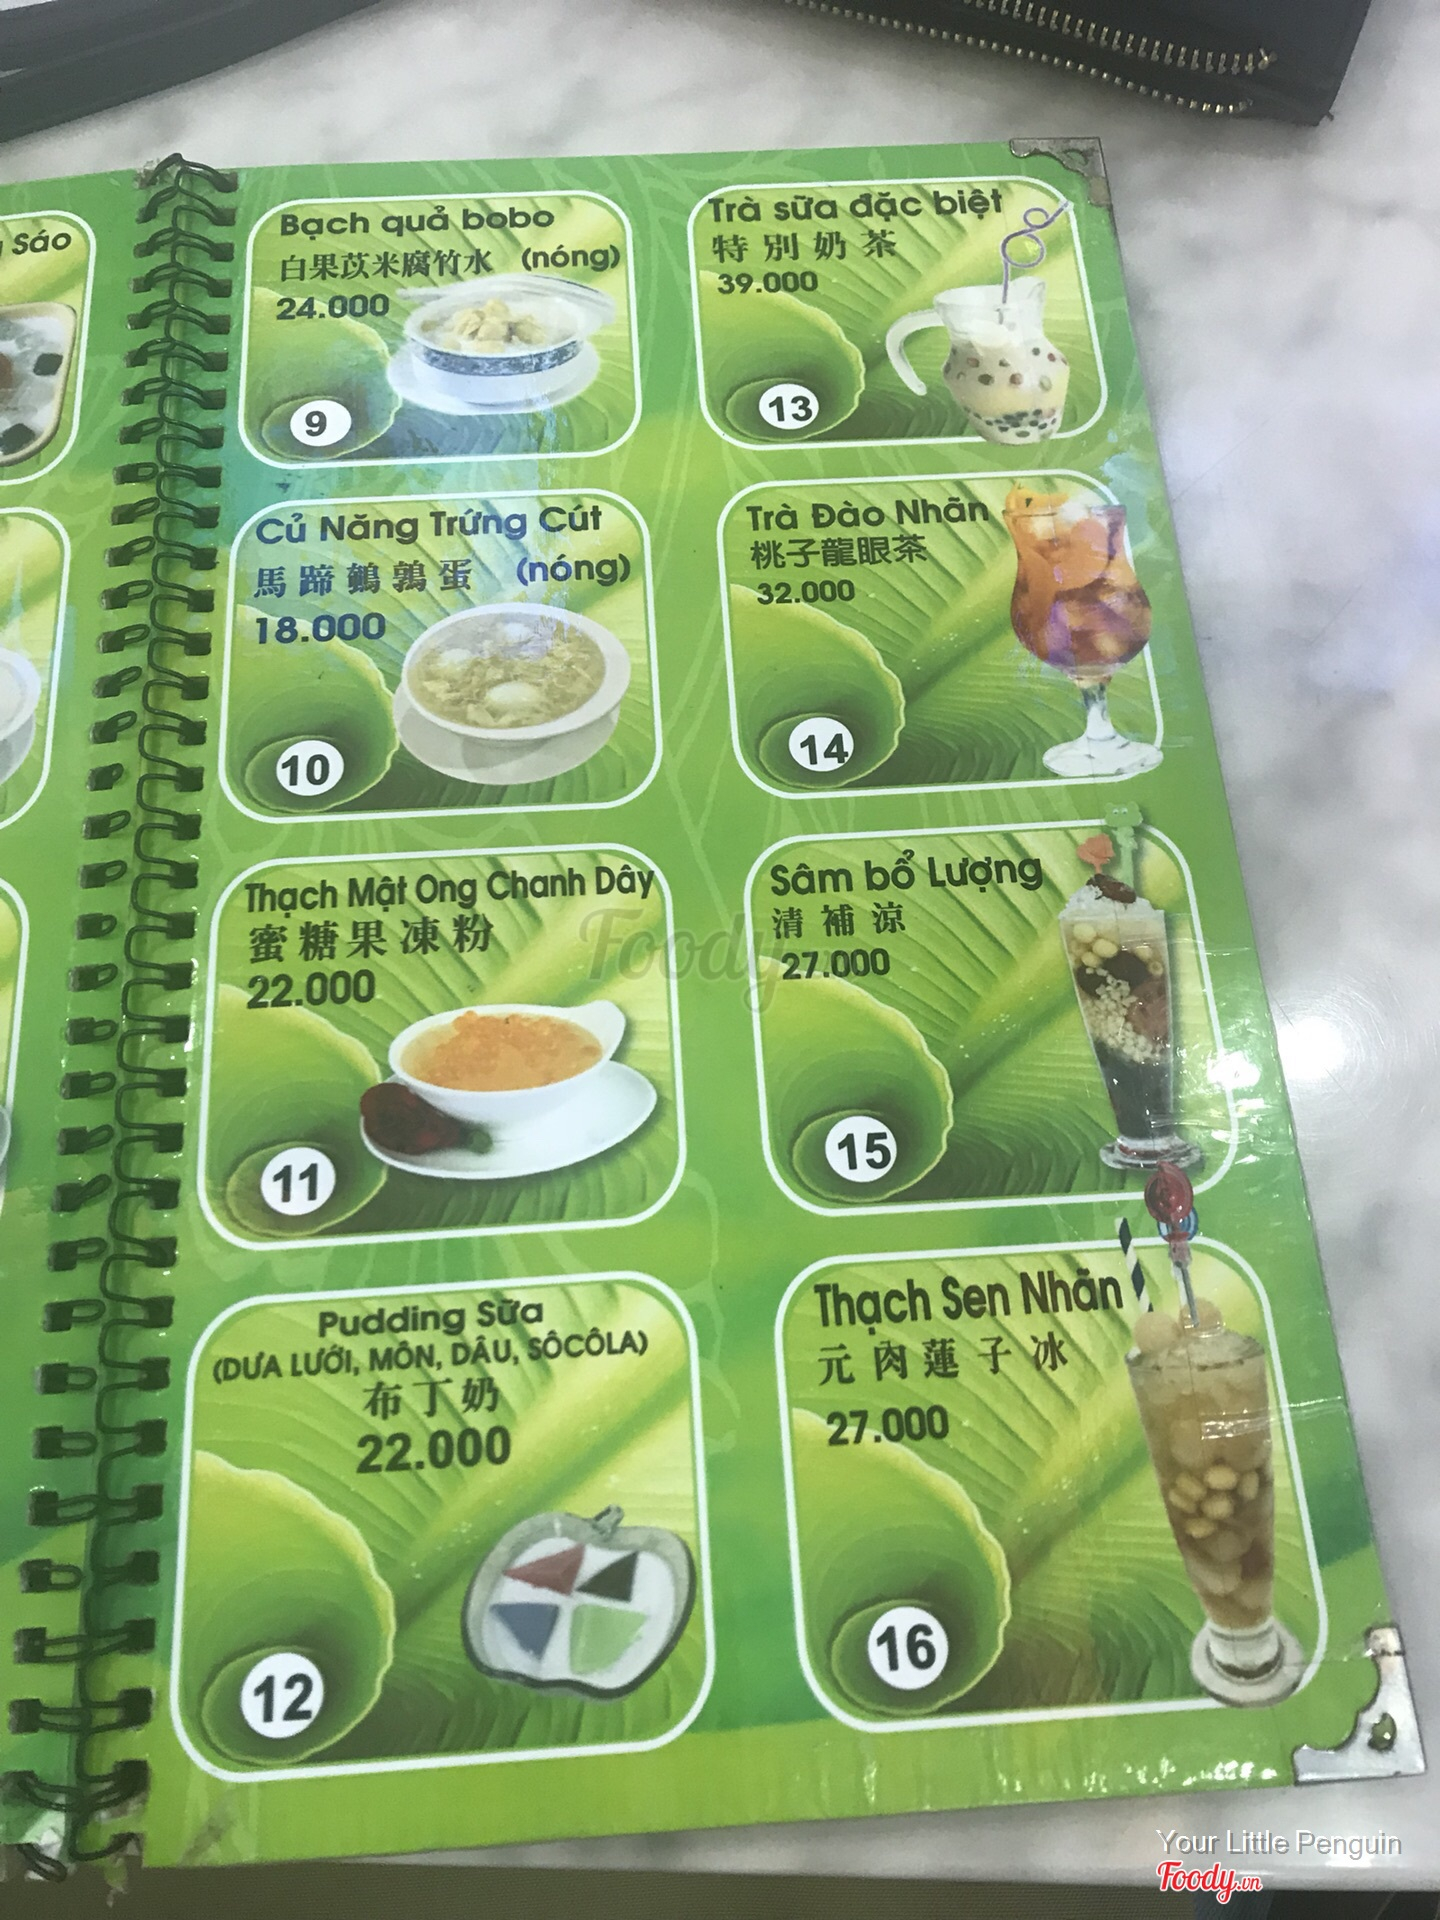 Sáo
Bạch quả bobo
白果苡米腐竹水 (nóng)
24.000
9
Củ Năng Trứng Cút
馬蹄鵪鶉蛋 (nóng)
18.000
10
Thạch Mật Ong Chanh Dây
蜜糖果凍粉
22.000
11
Pudding Sữa
(DƯA LƯỚI, MÔN, DÂU, SÔCÔLA)
布丁奶
22.000
12
Trà sữa đặc biệt
特別奶茶
39.000
13
Trà Đào Nhãn
桃子龍眼茶
32.000
14
Sâm bổ Lượng
清補涼
27.000
15
Thạch Sen Nhãn
元肉蓮子冰
27.000
16
Foody
Your Little Penguin
Foody.vn